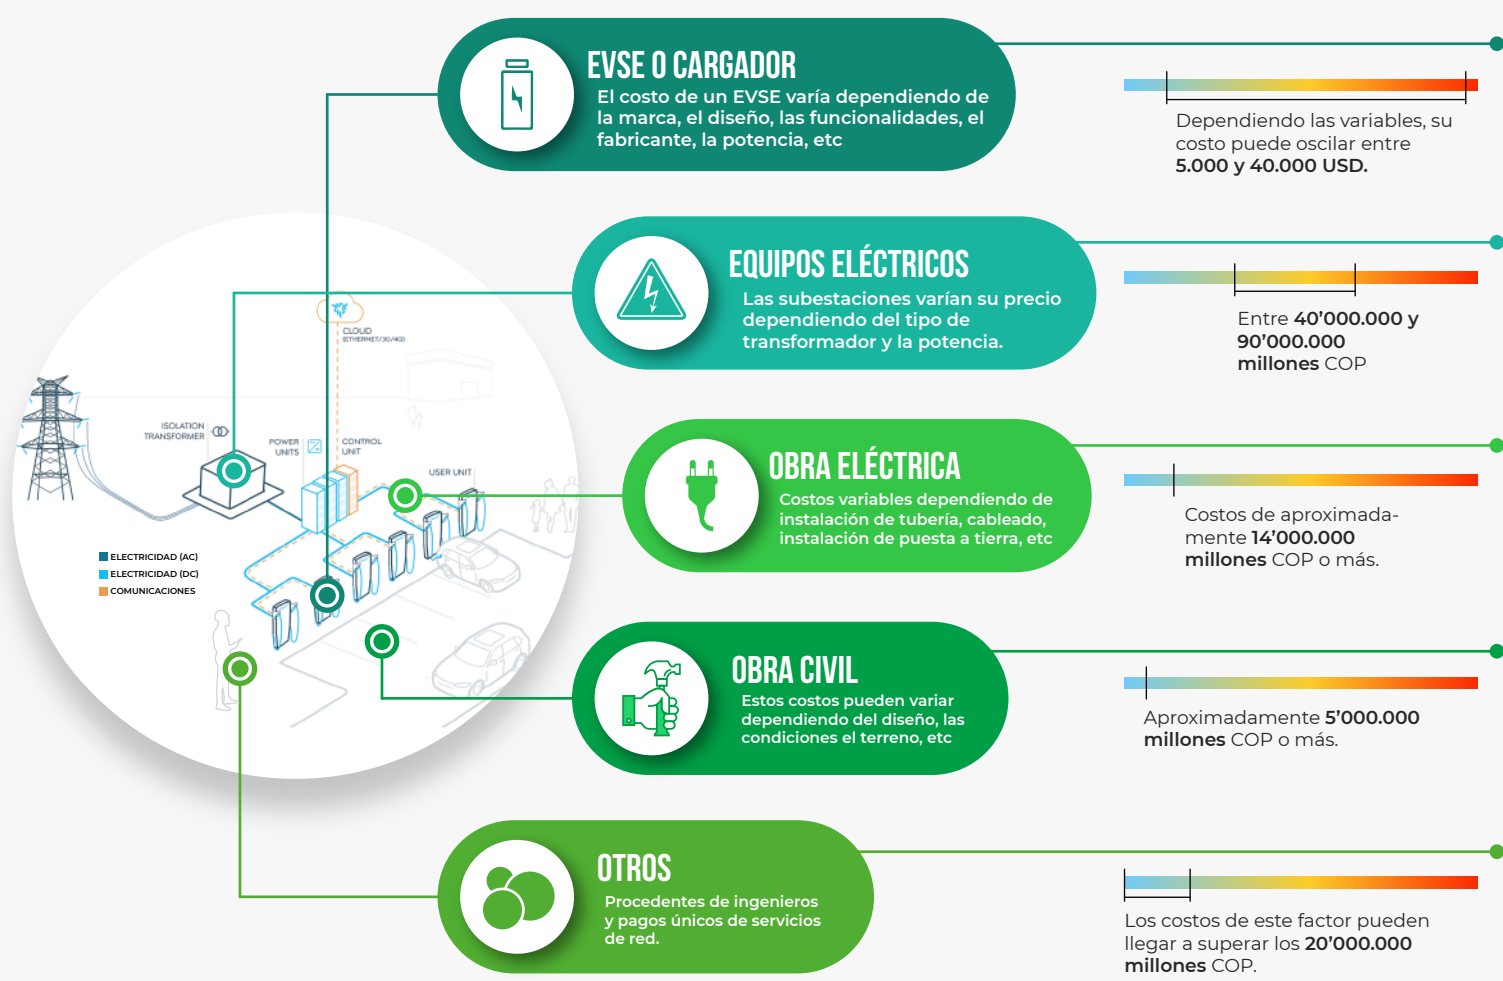 EVSE O CARGADOR
El costo de un EVSE varía dependiendo de
la marca, el diseño, las funcionalidades, el
fabricante, la potencia, etc
Dependiendo las variables, su
costo puede oscilar entre
5.000 y 40.000 USD.
EQUIPOS ELÉCTRICOS
Las subestaciones varían su precio
dependiendo del tipo de
transformador y la potencia.
Entre 40’000.000 y
90’000.000
millones COP
CLOUD
(ETHERNET/3G/4G)
ISOLATION
TRANSFORMER
POWER
UNITS
CONTROL
UNIT
USER UNIT
ELECTRICIDAD (AC)
ELECTRICIDAD (DC)
COMUNICACIONES
OBRA ELÉCTRICA
Costos variables dependiendo de
instalación de tubería, cableado,
instalación de puesta a tierra, etc
Costos de aproximada-
mente 14’000.000
millones COP o más.
OBRA CIVIL
Estos costos pueden variar
dependiendo del diseño, las
condiciones el terreno, etc
Aproximadamente 5’000.000
millones COP o más.
OTROS
Procedentes de ingenieros
y pagos únicos de servicios
de red.
Los costos de este factor pueden
llegar a superar los 20’000.000
millones COP.